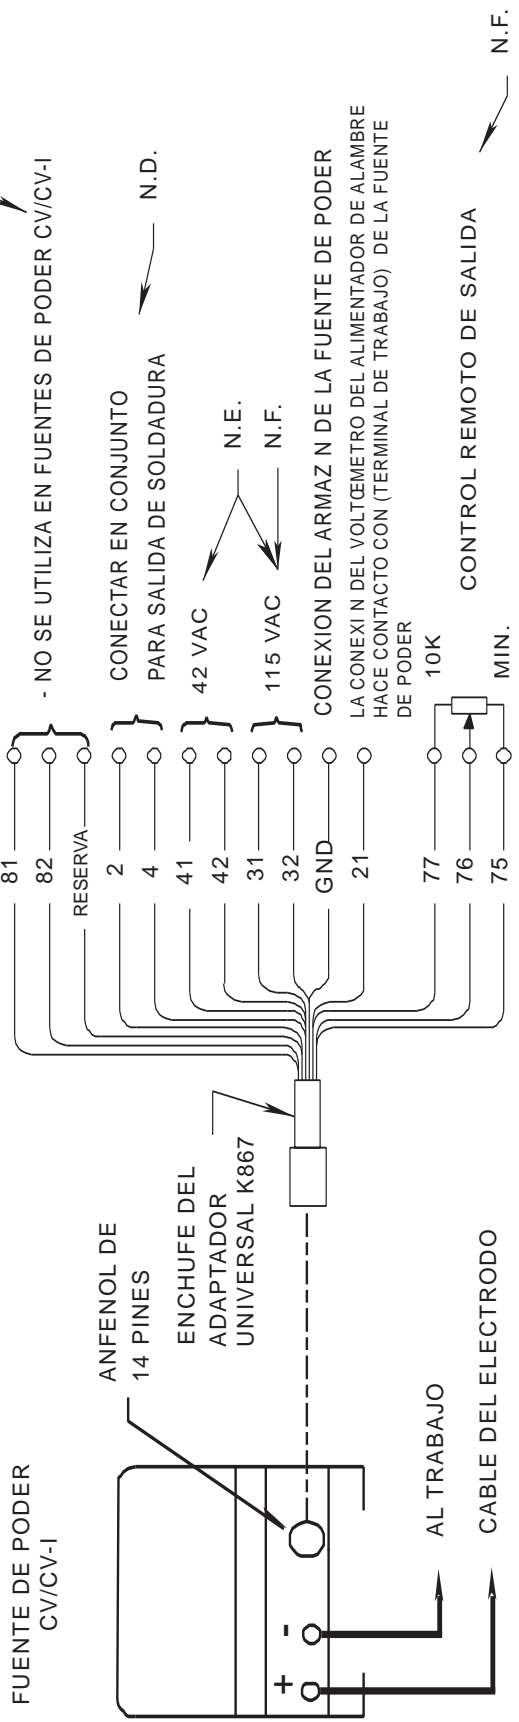 FUENTE DE PODER
CV/CV-I
ANFENOL DE
14 PINES
ENCHUFE DEL
ADAPTADOR
UNIVERSAL K867
+
-
AL TRABAJO
CABLE DEL ELECTRODO
81
82
RESERVA
- NO SE UTILIZA EN FUENTES DE PODER CV/CV-I
2
4
CONECTAR EN CONJUNTO
PARA SALIDA DE SOLDADURA
N.D.
41
42
42 VAC
N.E.
31
32
115 VAC
N.F.
GND
CONEXION DEL ARMAZ N DE LA FUENTE DE PODER
21
LA CONEXI N DEL VOLTŒMETRO DEL ALIMENTADOR DE ALAMBRE
HACE CONTACTO CON (TERMINAL DE TRABAJO) DE LA FUENTE
DE PODER
77
76
75
10K
MIN.
CONTROL REMOTO DE SALIDA
N.F.